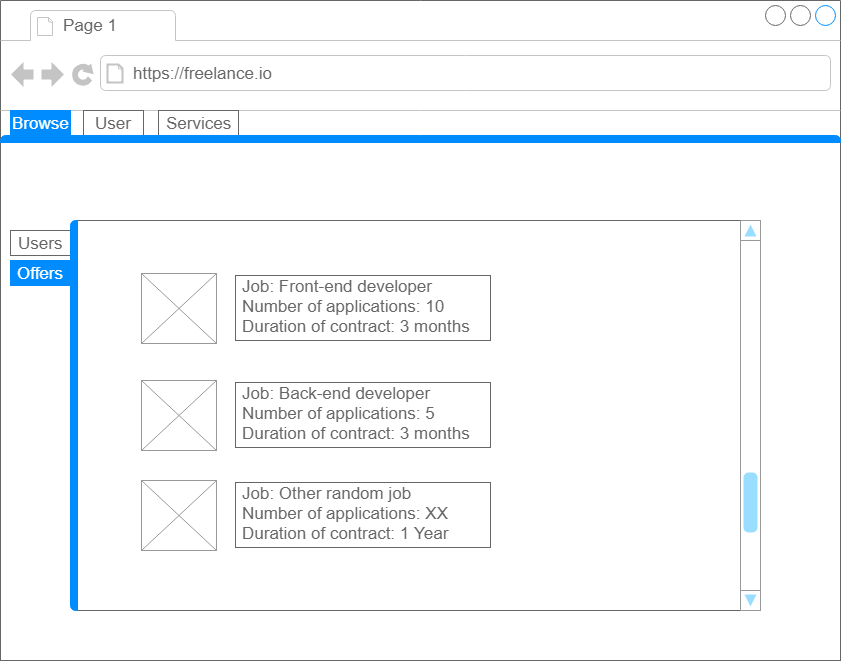 Page 1
https://freelance.io
Browse
User
Services
Users
Offers
Job: Front-end developer
Number of applications: 10
Duration of contract: 3 months
Job: Back-end developer
Number of applications: 5
Duration of contract: 3 months
Job: Other random job
Number of applications: XX
Duration of contract: 1 Year